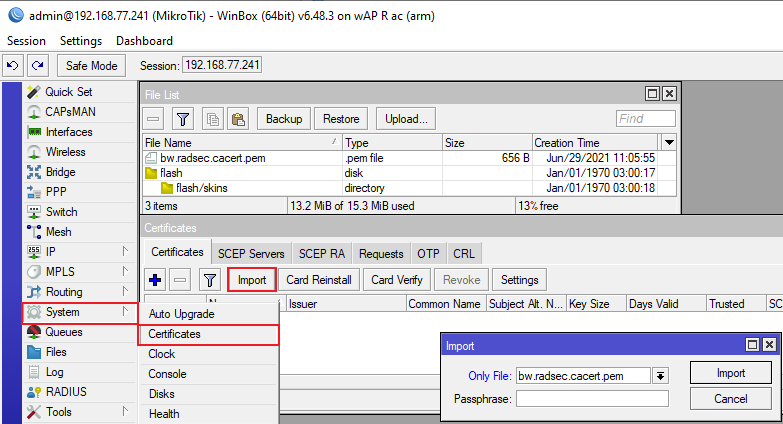 admin@192.168.77.241 (MikroTik) - WinBox (64bit) v6.48.3 on wAP R ac (arm)
Session Settings Dashboard
Safe Mode Session: 192.168.77.241
Quick Set
CAPsMAN
Interfaces
Wireless
Bridge
PPP
Switch
Mesh
IP
MPLS
Routing
System
Queues
Files
Log
RADIUS
Tools
File List
Backup Restore Upload... Find
File Name Type Size Creation Time
bw.radsec.cacert.pem .pem file 656 B Jun/29/2021 11:05:55
flash disk Jan/01/1970 03:00:17
flash/skins directory Jan/01/1970 03:00:18
3 items 13.2 MiB of 15.3 MiB used 13% free
Certificates
Certificates SCEP Servers SCEP RA Requests OTP CRL
Import Card Reinstall Card Verify Revoke Settings
Issuer Common Name Subject Alt. N... Key Size Days Valid Trusted SC
Auto Upgrade
Certificates
Clock
Console
Disks
Health
Import
Only File: bw.radsec.cacert.pem Import
Passphrase: Cancel